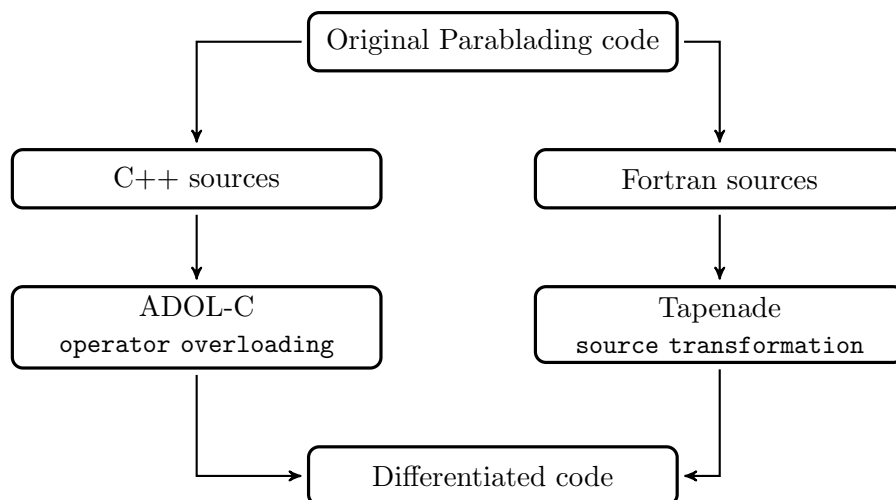 Original Parablading code
C++ sources
Fortran sources
ADOL-C
operator overloading
Tapenade
source transformation
Differentiated code